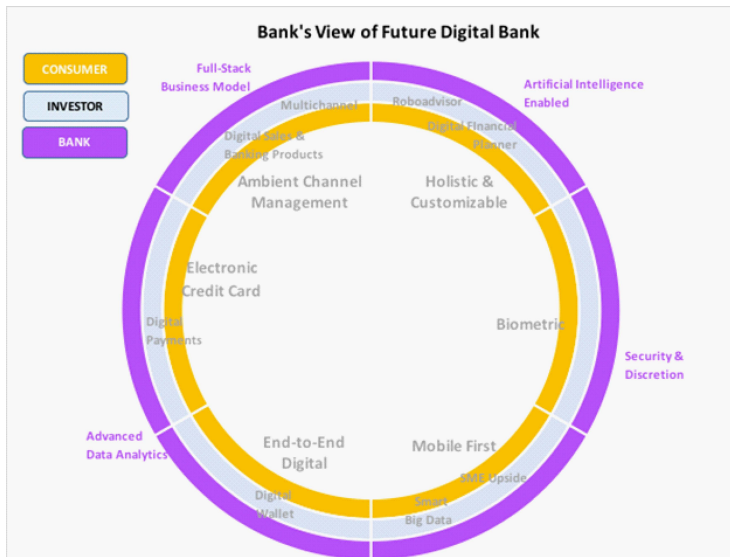 Bank's View of Future Digital Bank
CONSUMER
INVESTOR
BANK
Full-Stack
Business Model
Artificial Intelligence
Enabled
Multichannel
Roboadvisor
Digital Sales &
Banking Products
Digital FInancial
Planner
Ambient Channel
Management
Holistic &
Customizable
Electronic
Credit Card
Digital
Payments
Biometric
Security &
Discretion
Advanced
Data Analytics
End-to-End
Digital
Mobile First
SME Upside
Digital
Wallet
Smart
Big Data